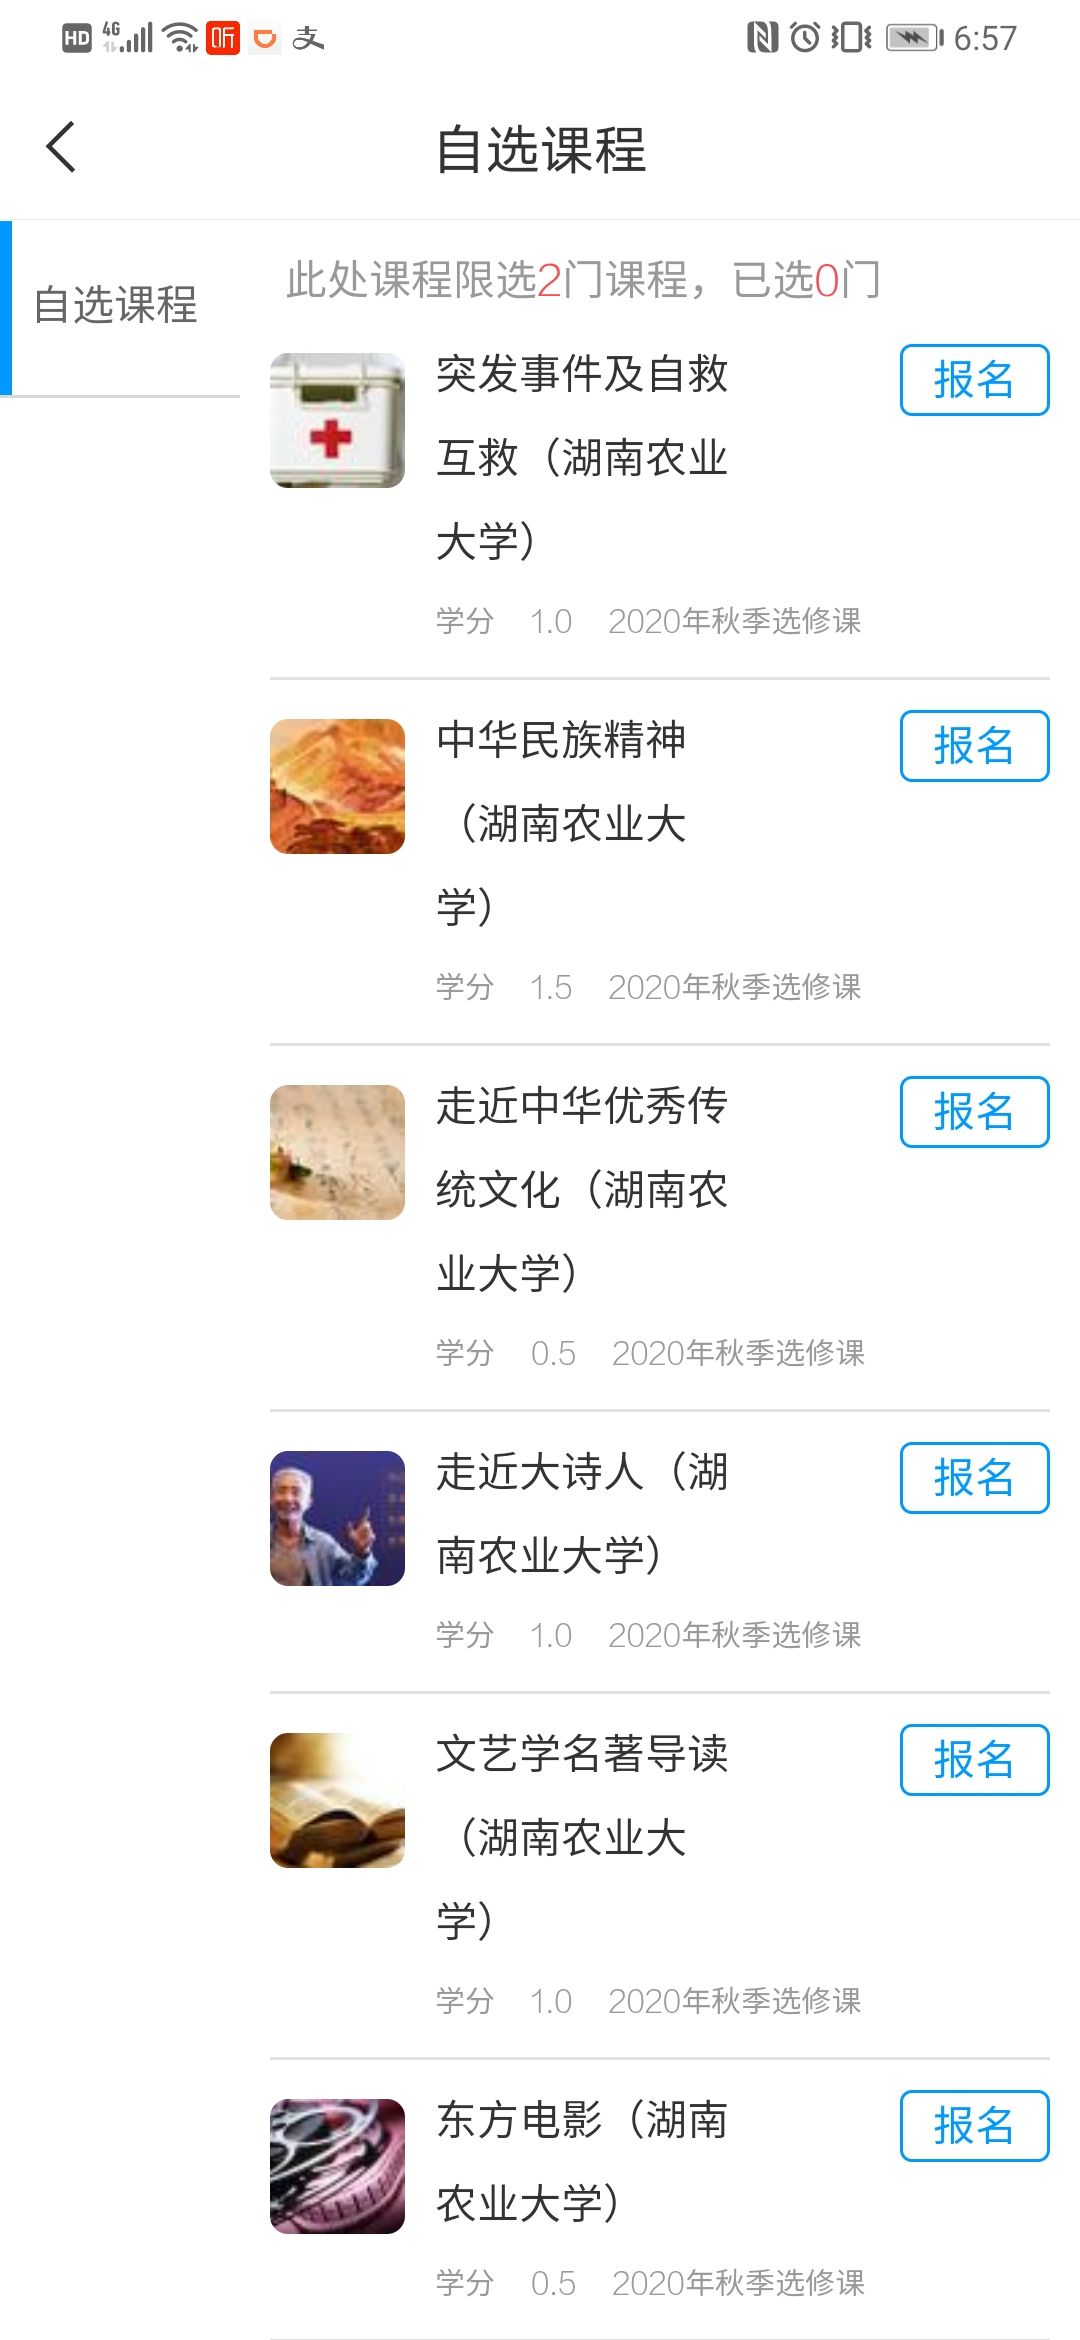 HD 4G 听 支 6:57
自选课程
自选课程
此处课程限选2门课程，已选0门
突发事件及自救
互救（湖南农业
大学）
报名
学分 1.0 2020年秋季选修课
中华民族精神
（湖南农业大
学）
报名
学分 1.5 2020年秋季选修课
走近中华优秀传
统文化（湖南农
业大学）
报名
学分 0.5 2020年秋季选修课
走近大诗人（湖
南农业大学）
报名
学分 1.0 2020年秋季选修课
文艺学名著导读
（湖南农业大
学）
报名
学分 1.0 2020年秋季选修课
东方电影（湖南
农业大学）
报名
学分 0.5 2020年秋季选修课